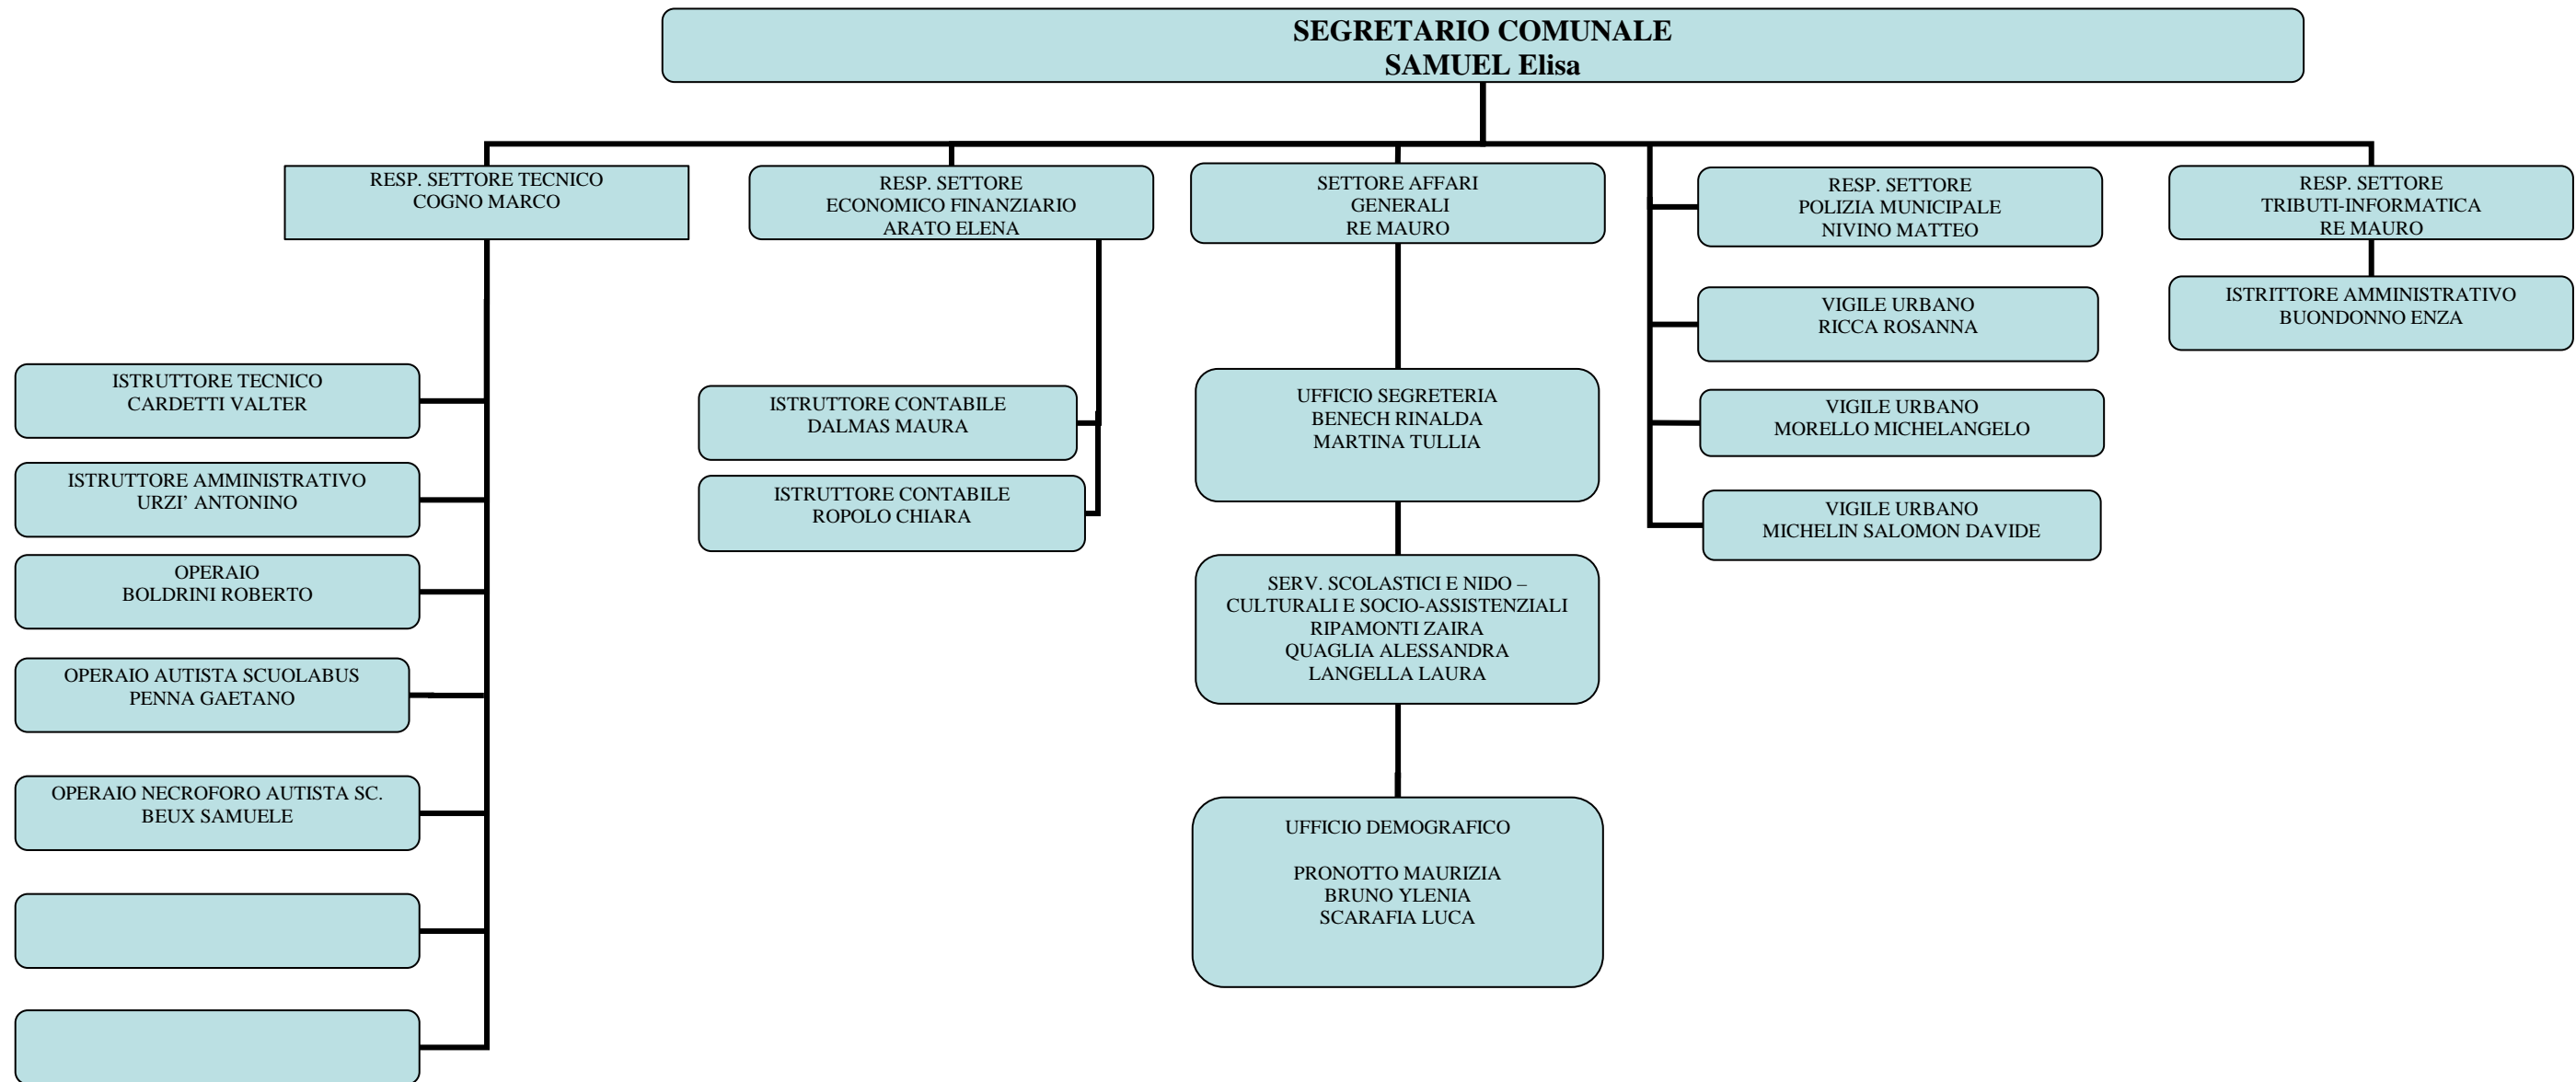 SEGRETARIO COMUNALE
SAMUEL Elisa
RESP. SETTORE TECNICO
COGNO MARCO
RESP. SETTORE
ECONOMICO FINANZIARIO
ARATO ELENA
SETTORE AFFARI
GENERALI
RE MAURO
RESP. SETTORE
POLIZIA MUNICIPALE
NIVINO MATTEO
RESP. SETTORE
TRIBUTI-INFORMATICA
RE MAURO
ISTRUTTORE TECNICO
CARDETTI VALTER
ISTRUTTORE AMMINISTRATIVO
URZI’ ANTONINO
OPERAIO
BOLDRINI ROBERTO
OPERAIO AUTISTA SCUOLABUS
PENNA GAETANO
OPERAIO NECROFORO AUTISTA SC.
BEUX SAMUELE
ISTRUTTORE CONTABILE
DALMAS MAURA
ISTRUTTORE CONTABILE
ROPOLO CHIARA
UFFICIO SEGRETERIA
BENECH RINALDA
MARTINA TULLIA
SERV. SCOLASTICI E NIDO –
CULTURALI E SOCIO-ASSISTENZIALI
RIPAMONTI ZAIRA
QUAGLIA ALESSANDRA
LANGELLA LAURA
UFFICIO DEMOGRAFICO
PRONOTTO MAURIZIA
BRUNO YLENIA
SCARAFIA LUCA
VIGILE URBANO
RICCA ROSANNA
VIGILE URBANO
MORELLO MICHELANGELO
VIGILE URBANO
MICHELIN SALOMON DAVIDE
ISTRITTORE AMMINISTRATIVO
BUONDONNO ENZA